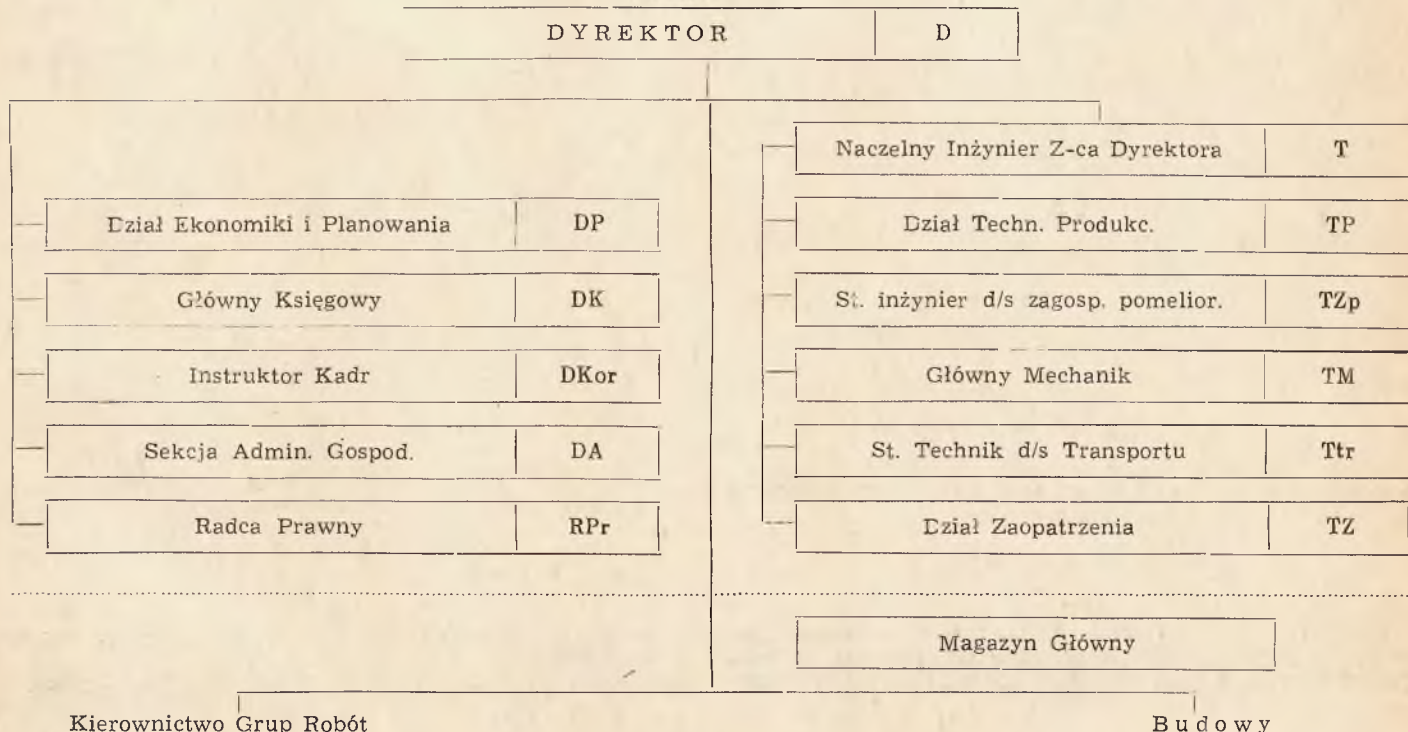 DYREKTOR D
Dział Ekonomiki i Planowania DP
Główny Księgowy DK
Instruktor Kadr DKor
Sekcja Admin. Gospod. DA
Radca Prawny RPr
Naczelny Inżynier Z-ca Dyrektora T
Dział Techn. Produkc. TP
St. inżynier d/s zagosp. pomelior. TZp
Główny Mechanik TM
St. Technik d/s Transportu Ttr
Dział Zaopatrzenia TZ
Magazyn Główny
Kierownictwo Grup Robót
Budowy